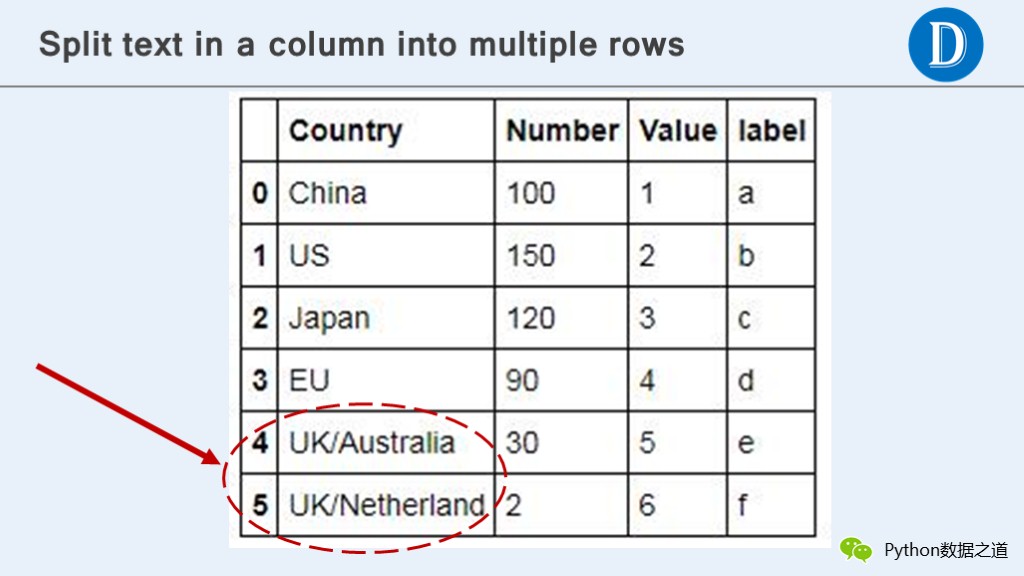 Split text in a column into multiple rows
D
Country Number Value label
0 China 100 1 a
1 US 150 2 b
2 Japan 120 3 c
3 EU 90 4 d
4 UK/Australia 30 5 e
5 UK/Netherland 2 6 f
Python数据之道